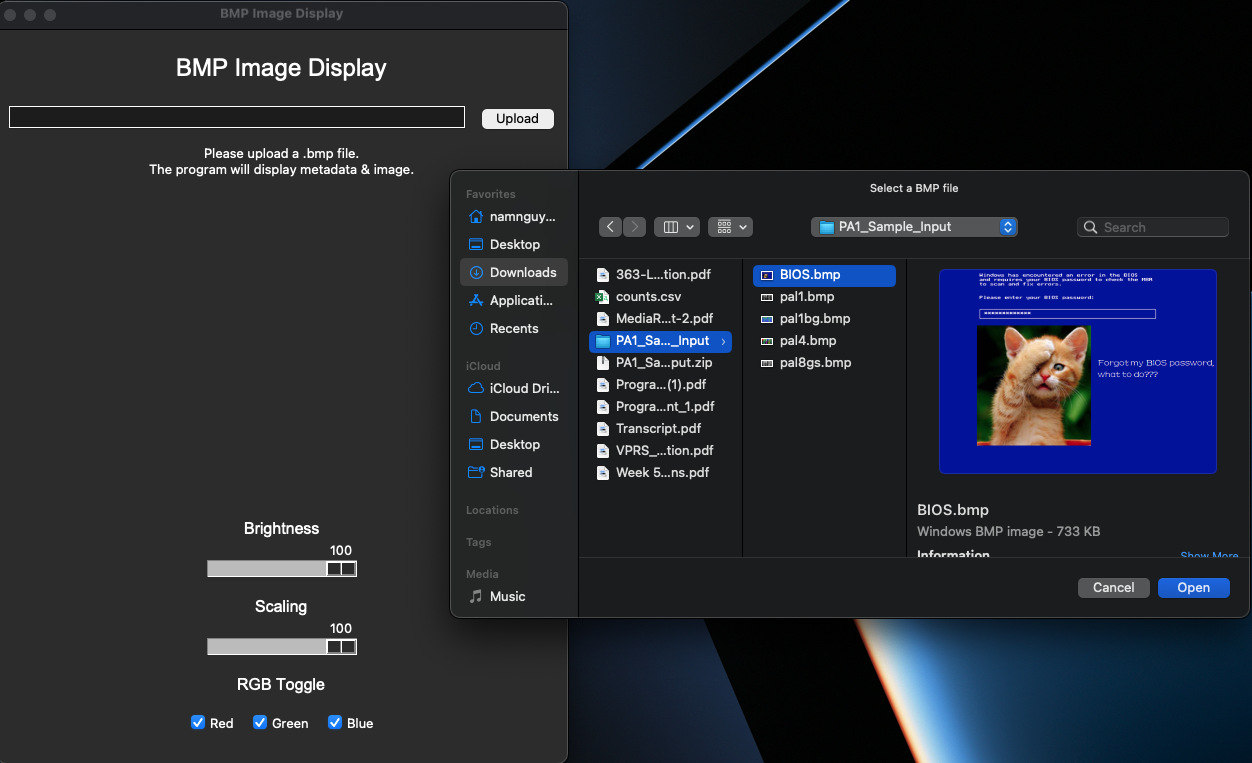 BMP Image Display
BMP Image Display
Upload
Please upload a .bmp file.
The program will display metadata & image.
Brightness
100
Scaling
100
RGB Toggle
Red
Green
Blue
Select a BMP file
Favorites
namnguy...
Desktop
Downloads
Applicati...
Recents
iCloud
iCloud Dri...
Documents
Desktop
Shared
Locations
Tags
Media
Music
PA1_Sample_Input
Search
363-L...tion.pdf
counts.csv
MediaR...t-2.pdf
PA1_Sa..._Input
PA1_Sa...put.zip
Progra...(1).pdf
Progra...nt_1.pdf
Transcript.pdf
VPRS_...tion.pdf
Week 5...ns.pdf
BIOS.bmp
pal1.bmp
pal1bg.bmp
pal4.bmp
pal8gs.bmp
Windows has encountered an error in the BIOS
and requires your BIOS password to check the RAM
to scan and fix errors.
Please enter your BIOS password:
*************
Forgot my BIOS password,
what to do???
BIOS.bmp
Windows BMP image - 733 KB
Information
Show More
Cancel
Open